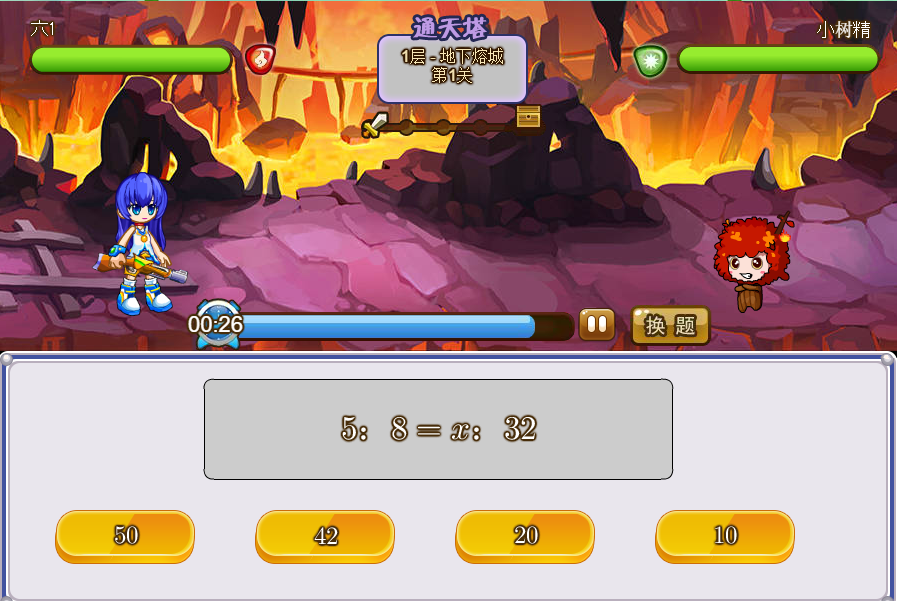 六1
通天塔
小树精
1层 - 地下熔城
第1关
00:26
换 题
5: 8 = x: 32
50
42
20
10